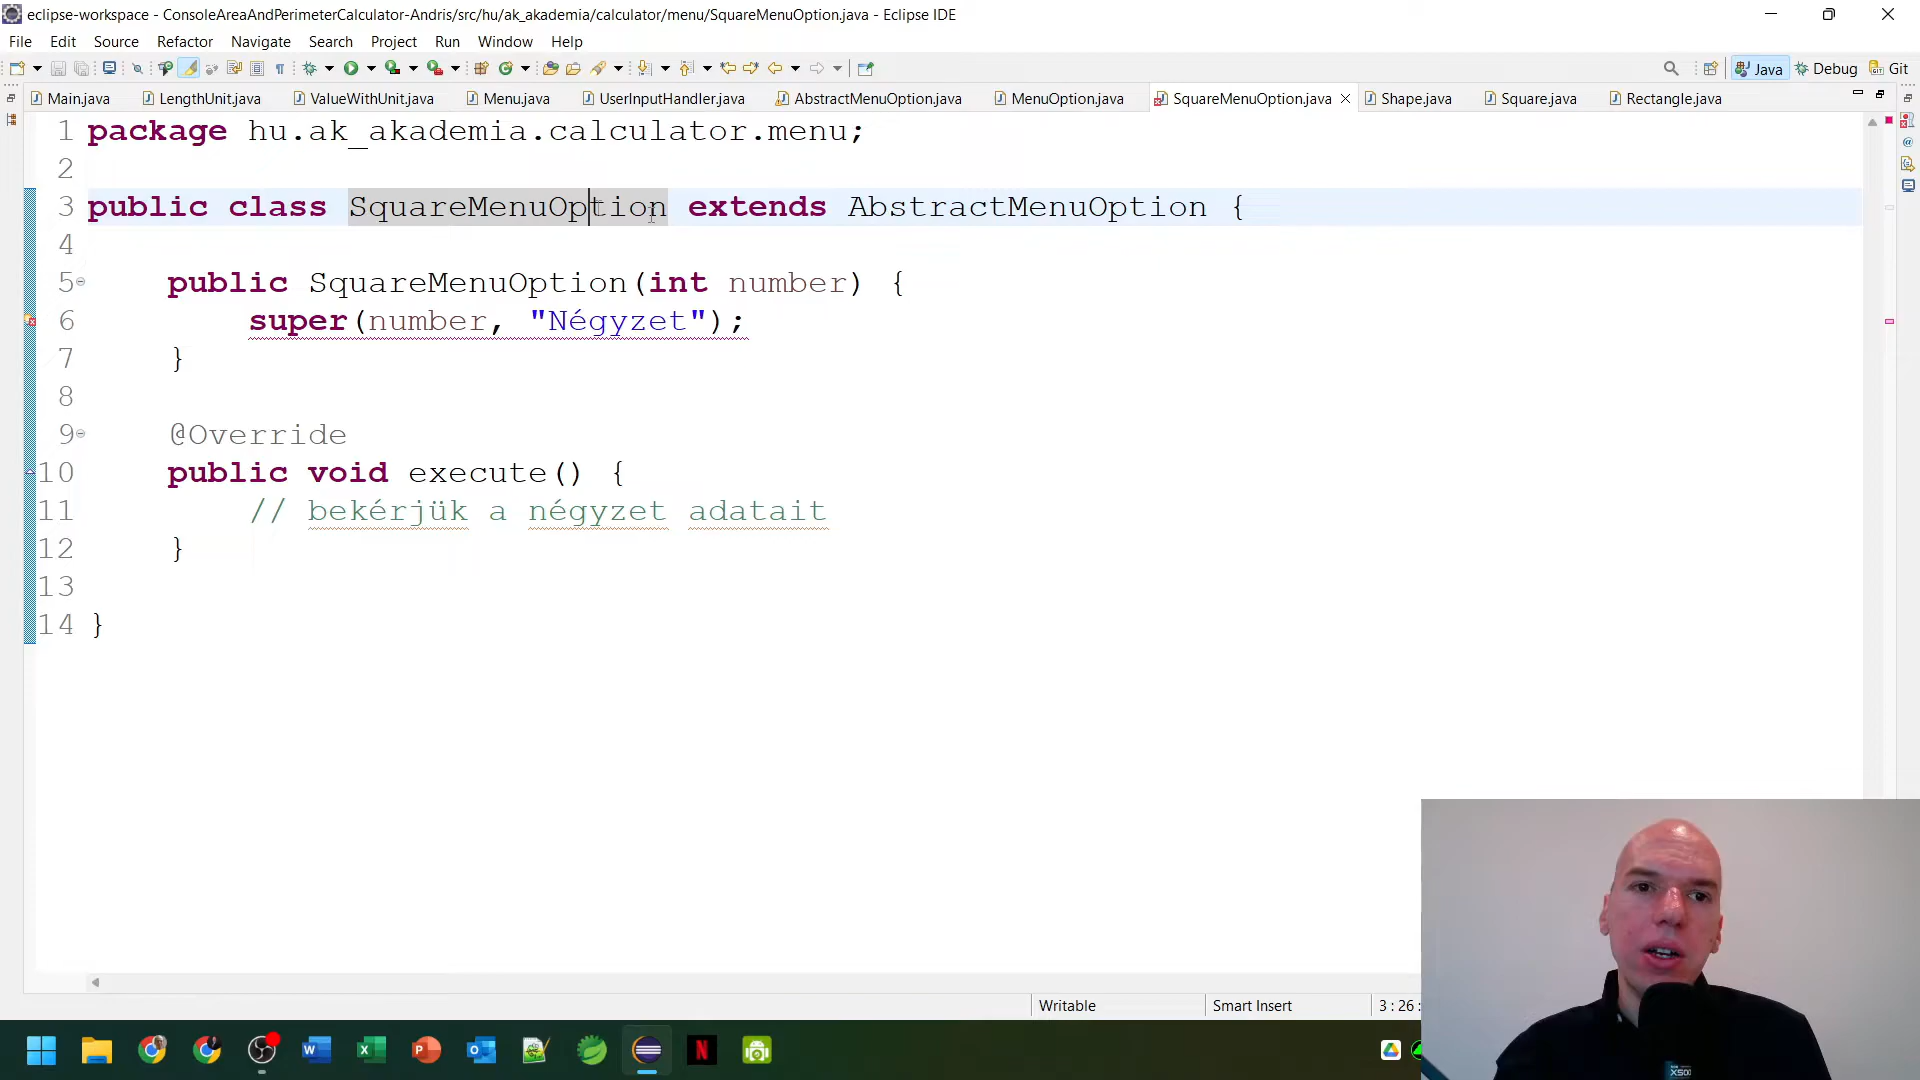 eclipse-workspace - ConsoleAreaAndPerimeterCalculator-Andris/src/hu/ak_akademia/calculator/menu/SquareMenuOption.java - Eclipse IDE
File Edit Source Refactor Navigate Search Project Run Window Help
Java Debug Git
Main.java LengthUnit.java ValueWithUnit.java Menu.java UserInputHandler.java AbstractMenuOption.java MenuOption.java SquareMenuOption.java Shape.java Square.java Rectangle.java
1 package hu.ak_akademia.calculator.menu;
2
3 public class SquareMenuOption extends AbstractMenuOption {
4
5 public SquareMenuOption(int number) {
6 super(number, "Négyzet");
7 }
8
9 @Override
10 public void execute() {
11 // bekérjük a négyzet adatait
12 }
13
14 }
Writable Smart Insert 3 : 26 :